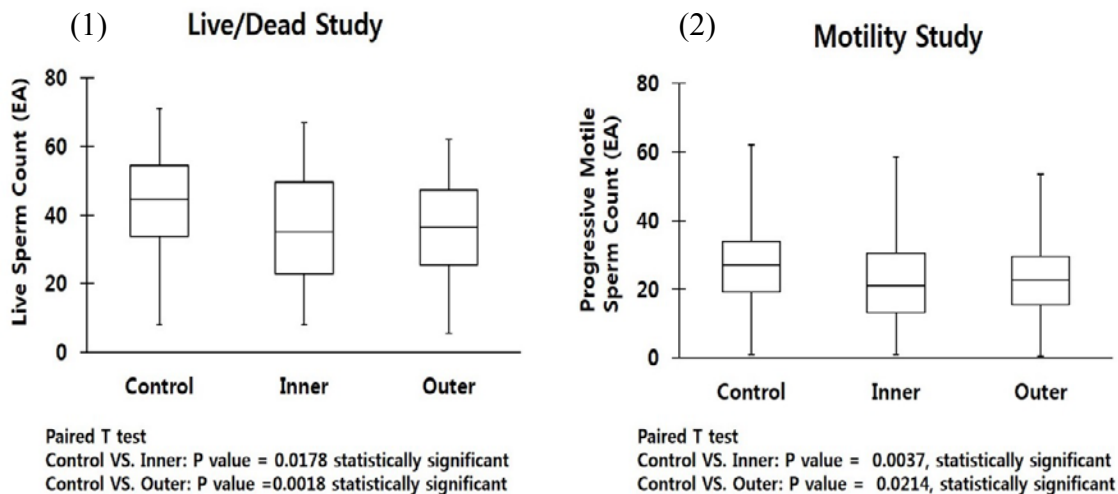 (1) Live/Dead Study
Live Sperm Count (EA)
80
60
40
20
0
Control Inner Outer
Paired T test
Control VS. Inner: P value = 0.0178 statistically significant
Control VS. Outer: P value =0.0018 statistically significant
(2) Motility Study
Progressive Motile
Sperm Count (EA)
80
60
40
20
0
Control Inner Outer
Paired T test
Control VS. Inner: P value = 0.0037, statistically significant
Control VS. Outer: P value = 0.0214, statistically significant